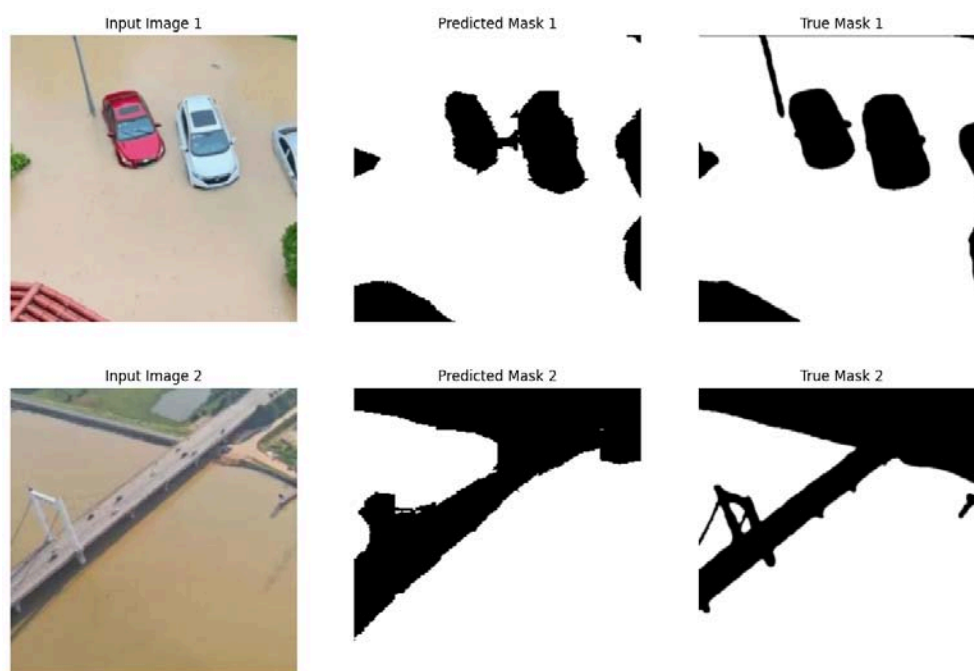 Input Image 1
Predicted Mask 1
True Mask 1
Input Image 2
Predicted Mask 2
True Mask 2